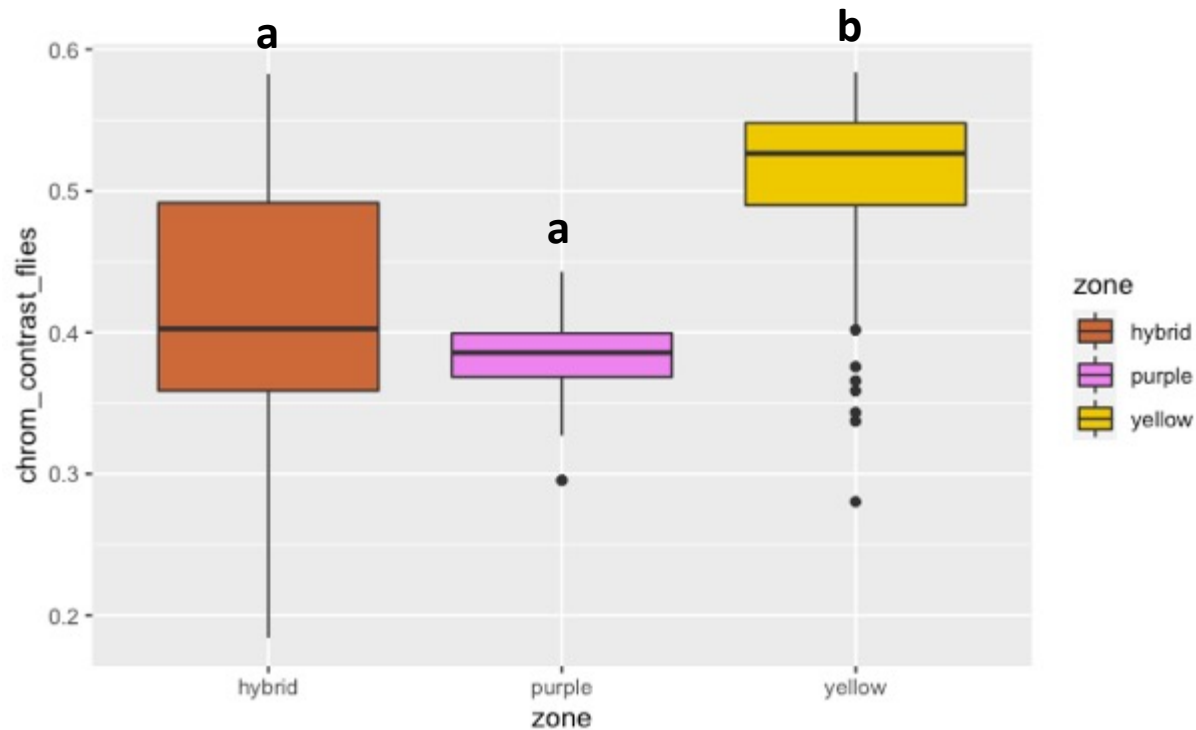 a
b
a
0.6
0.5
0.4
0.3
0.2
chrom_contrast_flies
hybrid
purple
yellow
zone
zone
hybrid
purple
yellow